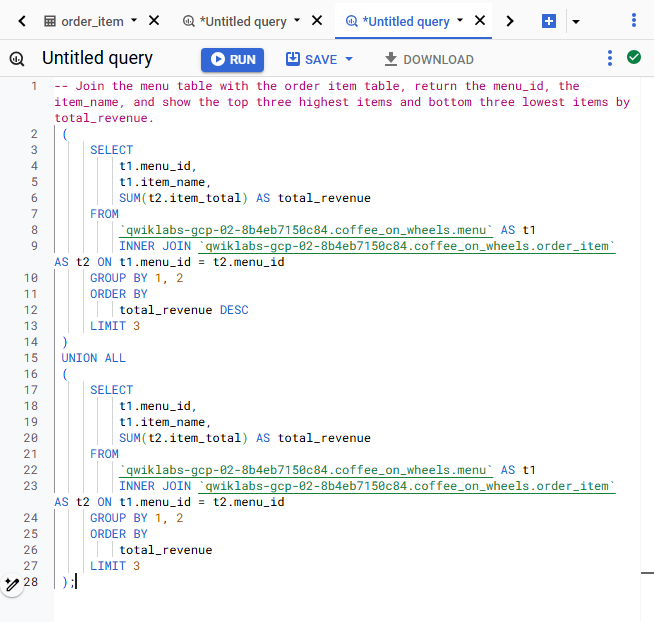 order_item
*Untitled query
*Untitled query
Untitled query
RUN
SAVE
DOWNLOAD
1 -- Join the menu table with the order item table, return the menu_id, the
item_name, and show the top three highest items and bottom three lowest items by
total_revenue.
2 (
3 SELECT
4 t1.menu_id,
5 t1.item_name,
6 SUM(t2.item_total) AS total_revenue
7 FROM
8 `qwiklabs-gcp-02-8b4eb7150c84.coffee_on_wheels.menu` AS t1
9 INNER JOIN `qwiklabs-gcp-02-8b4eb7150c84.coffee_on_wheels.order_item`
AS t2 ON t1.menu_id = t2.menu_id
10 GROUP BY 1, 2
11 ORDER BY
12 total_revenue DESC
13 LIMIT 3
14 )
15 UNION ALL
16 (
17 SELECT
18 t1.menu_id,
19 t1.item_name,
20 SUM(t2.item_total) AS total_revenue
21 FROM
22 `qwiklabs-gcp-02-8b4eb7150c84.coffee_on_wheels.menu` AS t1
23 INNER JOIN `qwiklabs-gcp-02-8b4eb7150c84.coffee_on_wheels.order_item`
AS t2 ON t1.menu_id = t2.menu_id
24 GROUP BY 1, 2
25 ORDER BY
26 total_revenue
27 LIMIT 3
28 );